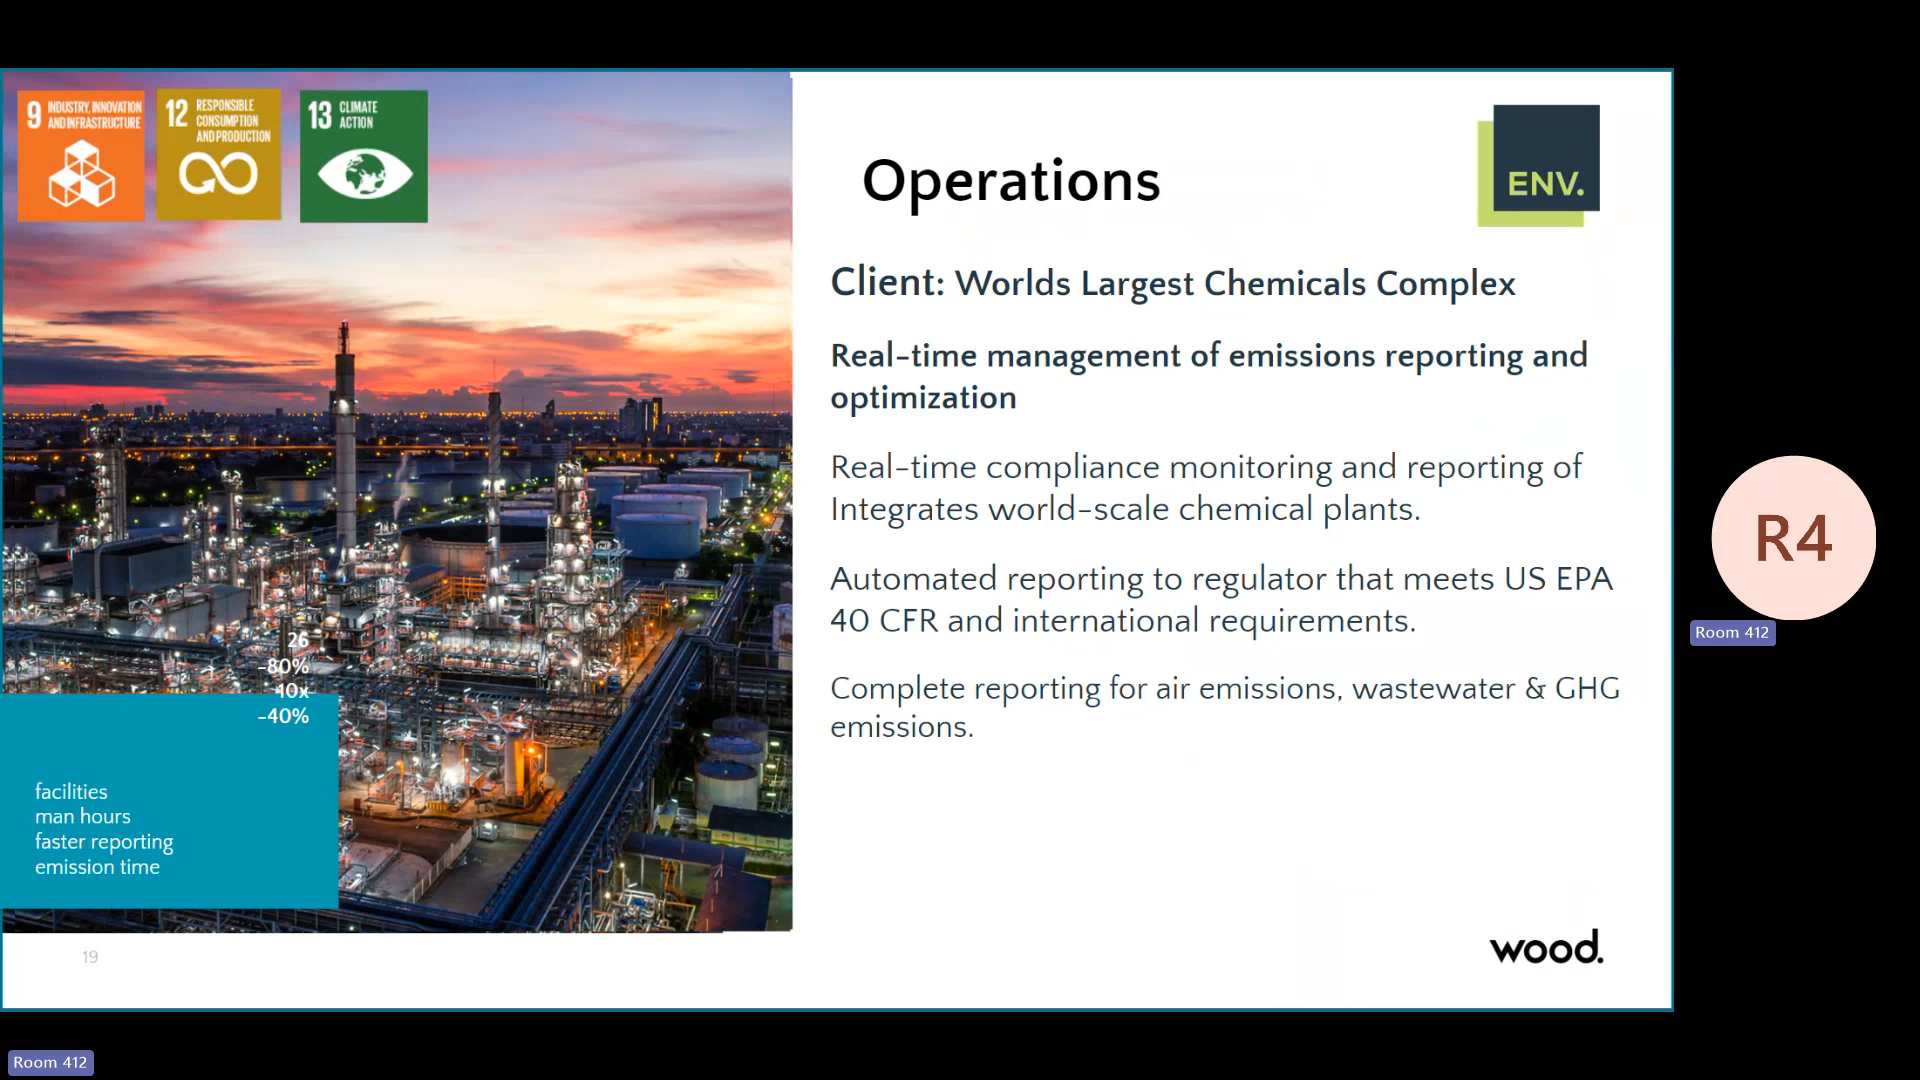 9 INDUSTRY, INNOVATION
AND INFRASTRUCTURE
12 RESPONSIBLE
CONSUMPTION
AND PRODUCTION
13 CLIMATE
ACTION
Operations
ENV.
Client: Worlds Largest Chemicals Complex
Real-time management of emissions reporting and
optimization
Real-time compliance monitoring and reporting of
Integrates world-scale chemical plants.
Automated reporting to regulator that meets US EPA
40 CFR and international requirements.
Complete reporting for air emissions, wastewater & GHG
emissions.
26
-80%
10x
-40%
facilities
man hours
faster reporting
emission time
19
wood.
R4
Room 412
Room 412